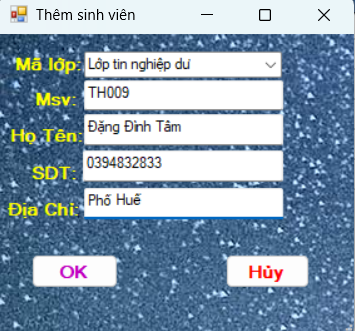 Thêm sinh viên
Mã lớp: Lớp tin nghiệp dư
Msv: TH009
Họ Tên: Đặng Đình Tâm
SDT: 0394832833
Địa Chỉ: Phố Huế
OK Hủy